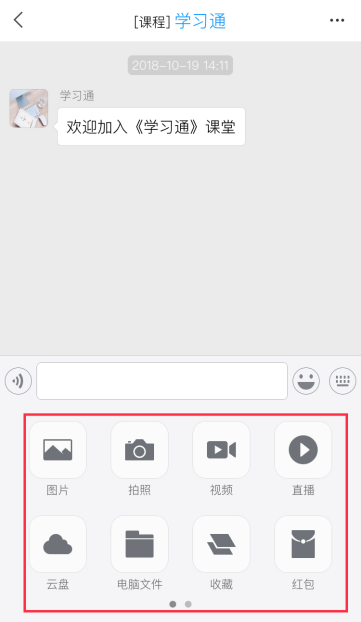 [课程] 学习通
2018-10-19 14:11
学习通
欢迎加入《学习通》课堂
图片 拍照 视频 直播
云盘 电脑文件 收藏 红包